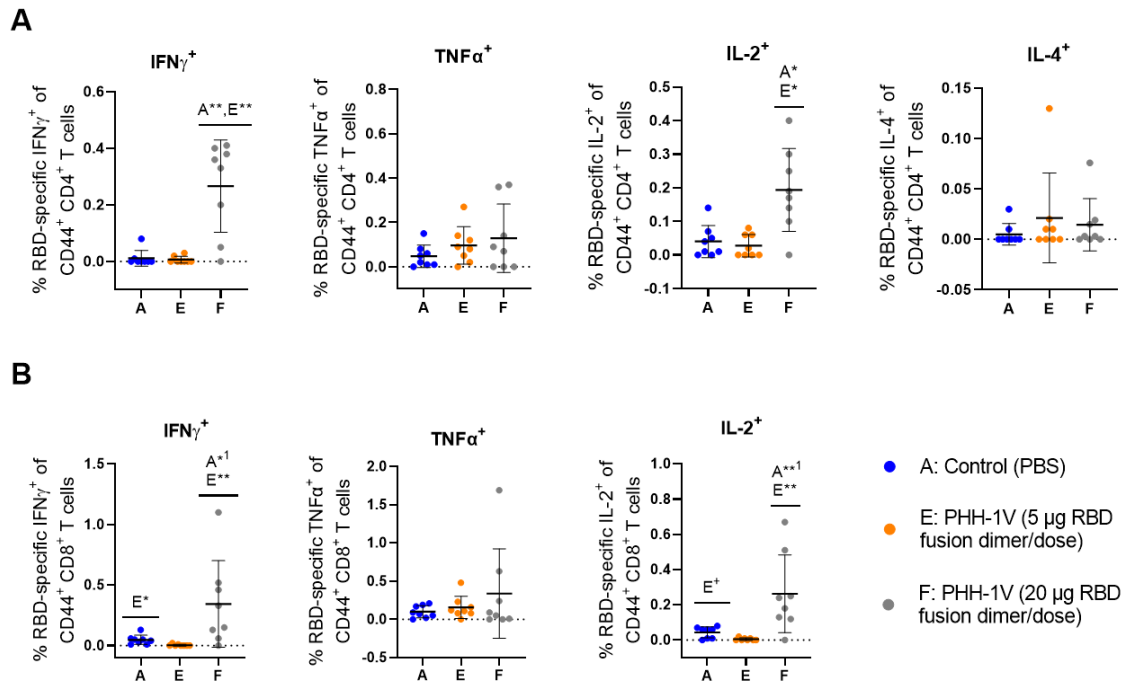 A
IFNγ⁺
% RBD-specific IFNγ⁺ of
CD44⁺ CD4⁺ T cells
0.6
0.4
0.2
0.0
A**,E**
A E F
TNFα⁺
% RBD-specific TNFα⁺ of
CD44⁺ CD4⁺ T cells
0.8
0.6
0.4
0.2
0.0
A E F
IL-2⁺
% RBD-specific IL-2⁺ of
CD44⁺ CD4⁺ T cells
0.5
0.4
0.3
0.2
0.1
0.0
-0.1
A*
E*
A E F
IL-4⁺
% RBD-specific IL-4⁺ of
CD44⁺ CD4⁺ T cells
0.15
0.10
0.05
0.00
-0.05
A E F
B
IFNγ⁺
% RBD-specific IFNγ⁺ of
CD44⁺ CD8⁺ T cells
1.5
1.0
0.5
0.0
E*
A*¹
E**
A E F
TNFα⁺
% RBD-specific TNFα⁺ of
CD44⁺ CD8⁺ T cells
2.0
1.5
1.0
0.5
0.0
-0.5
A E F
IL-2⁺
% RBD-specific IL-2⁺ of
CD44⁺ CD8⁺ T cells
1.0
0.8
0.6
0.4
0.2
0.0
E⁺
A**¹
E**
A E F
A: Control (PBS)
E: PHH-1V (5 µg RBD
fusion dimer/dose)
F: PHH-1V (20 µg RBD
fusion dimer/dose)